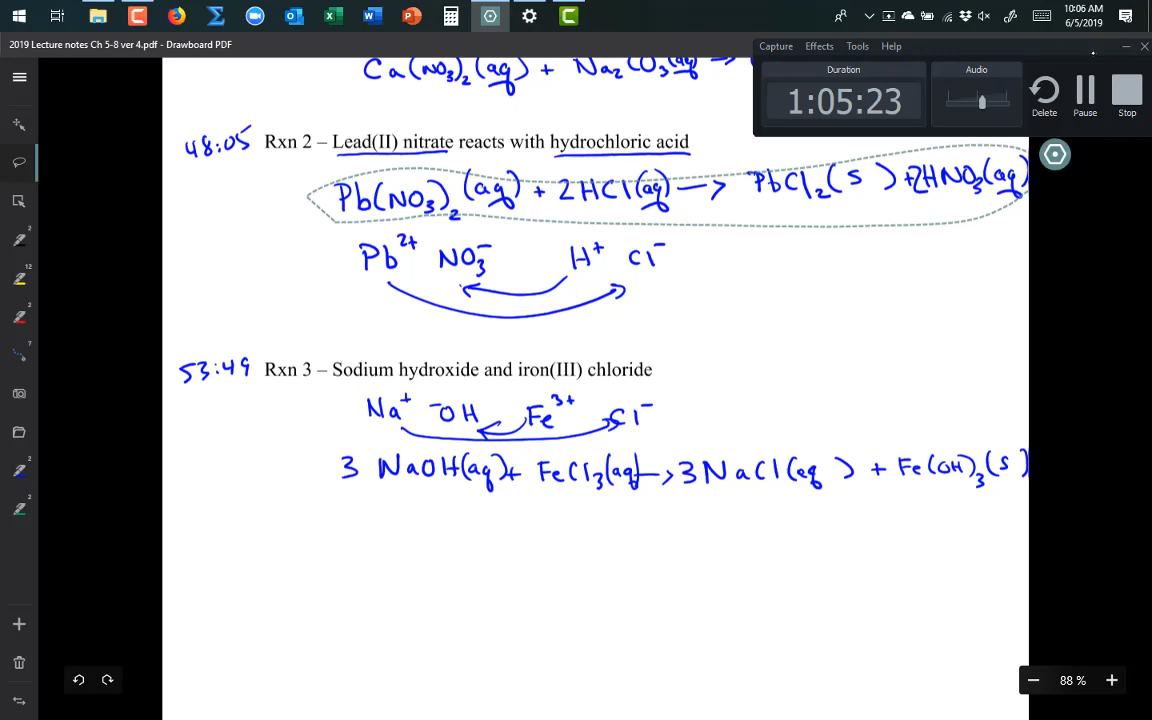 10:06 AM
6/5/2019
2019 Lecture notes Ch 5-8 ver 4.pdf - Drawboard PDF
Capture Effects Tools Help
Duration Audio
1:05:23
Delete Pause Stop
Ca(NO3)2(aq) + Na2CO3(aq) →
48:05 Rxn 2 – Lead(II) nitrate reacts with hydrochloric acid
Pb(NO3)2(aq) + 2HCl(aq) → PbCl2(s) + 2HNO3(aq)
Pb2+ NO3− H+ Cl−
53:49 Rxn 3 – Sodium hydroxide and iron(III) chloride
Na+ −OH Fe3+ Cl−
3 NaOH(aq) + FeCl3(aq) → 3NaCl(aq) + Fe(OH)3(s)
88 %